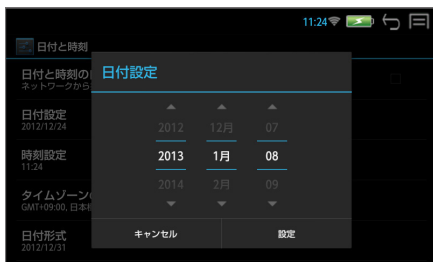 11:24
日付と時刻
日付と時刻の
ネットワークから
日付設定
2012/12/24
時刻設定
11:24
タイムゾーン
GMT+09:00, 日本
日付形式
2012/12/31
日付設定
2012 12月 07
2013 1月 08
2014 2月 09
キャンセル 設定